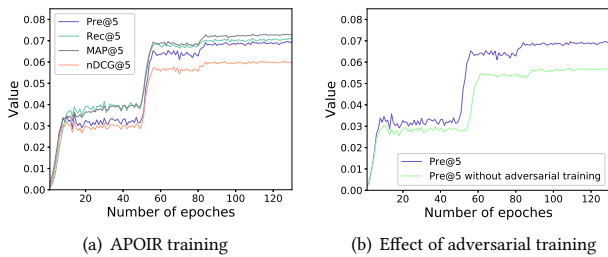 0.08
0.07
0.06
0.05
0.04
0.03
0.02
0.01
0.00
Value
Pre@5
Rec@5
MAP@5
nDCG@5
20 40 60 80 100 120
Number of epoches
(a) APOIR training
0.08
0.07
0.06
0.05
0.04
0.03
0.02
0.01
0.00
Value
Pre@5
Pre@5 without adversarial training
20 40 60 80 100 120
Number of epoches
(b) Effect of adversarial training